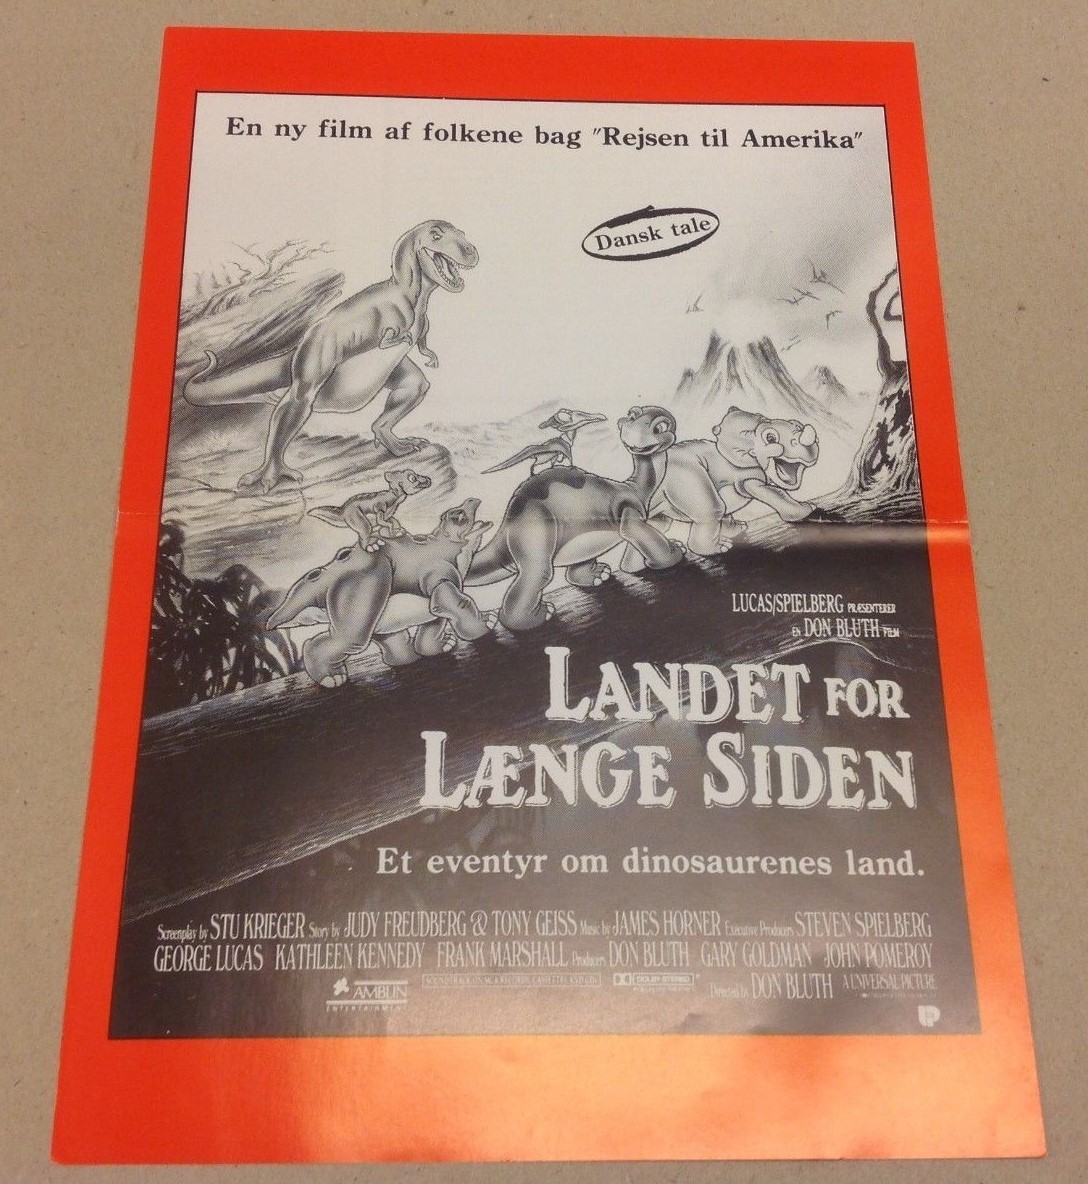 En ny film af folkene bag "Rejsen til Amerika"
Dansk tale
LUCAS/SPIELBERG PRÆSENTERER
EN DON BLUTH FILM
LANDET FOR
LÆNGE SIDEN
Et eventyr om dinosaurenes land.
Screenplay by STU KRIEGER Story by JUDY FREUDBERG & TONY GEISS Music by JAMES HORNER Executive Producers STEVEN SPIELBERG
GEORGE LUCAS KATHLEEN KENNEDY FRANK MARSHALL Producers DON BLUTH GARY GOLDMAN JOHN POMEROY
AMBLIN
ENTERTAINMENT
DOLBY STEREO
Directed by DON BLUTH A UNIVERSAL PICTURE